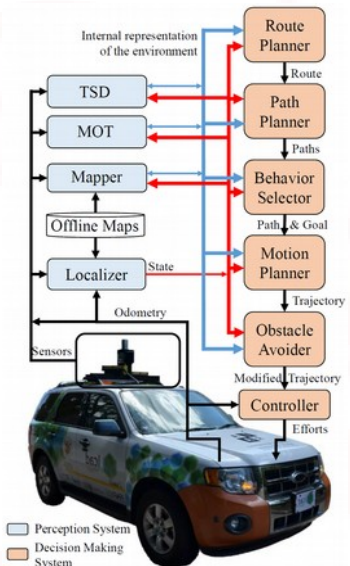 Internal representation
of the environment
Route
Planner
Route
TSD
Path
Planner
MOT
Paths
Mapper
Behavior
Selector
Offline Maps
Path & Goal
Localizer
State
Motion
Planner
Odometry
Trajectory
Obstacle
Avoider
Sensors
Modified Trajectory
Controller
Efforts
Perception System
Decision Making
System